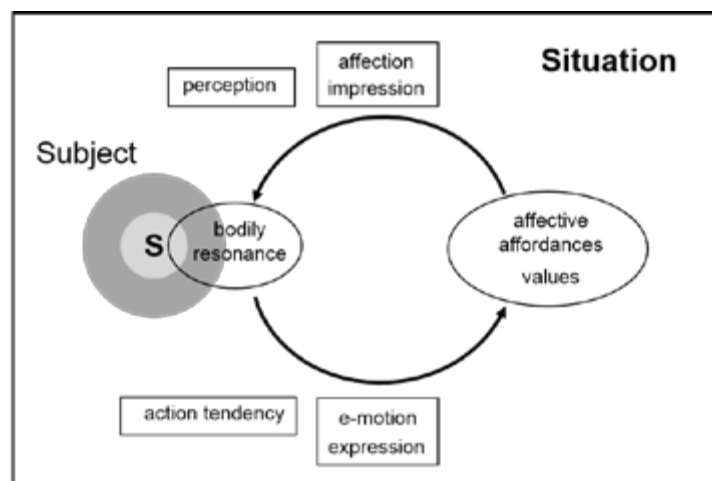 Situation
affection
impression
perception
Subject
S
bodily
resonance
affective
affordances
values
action tendency
e-motion
expression